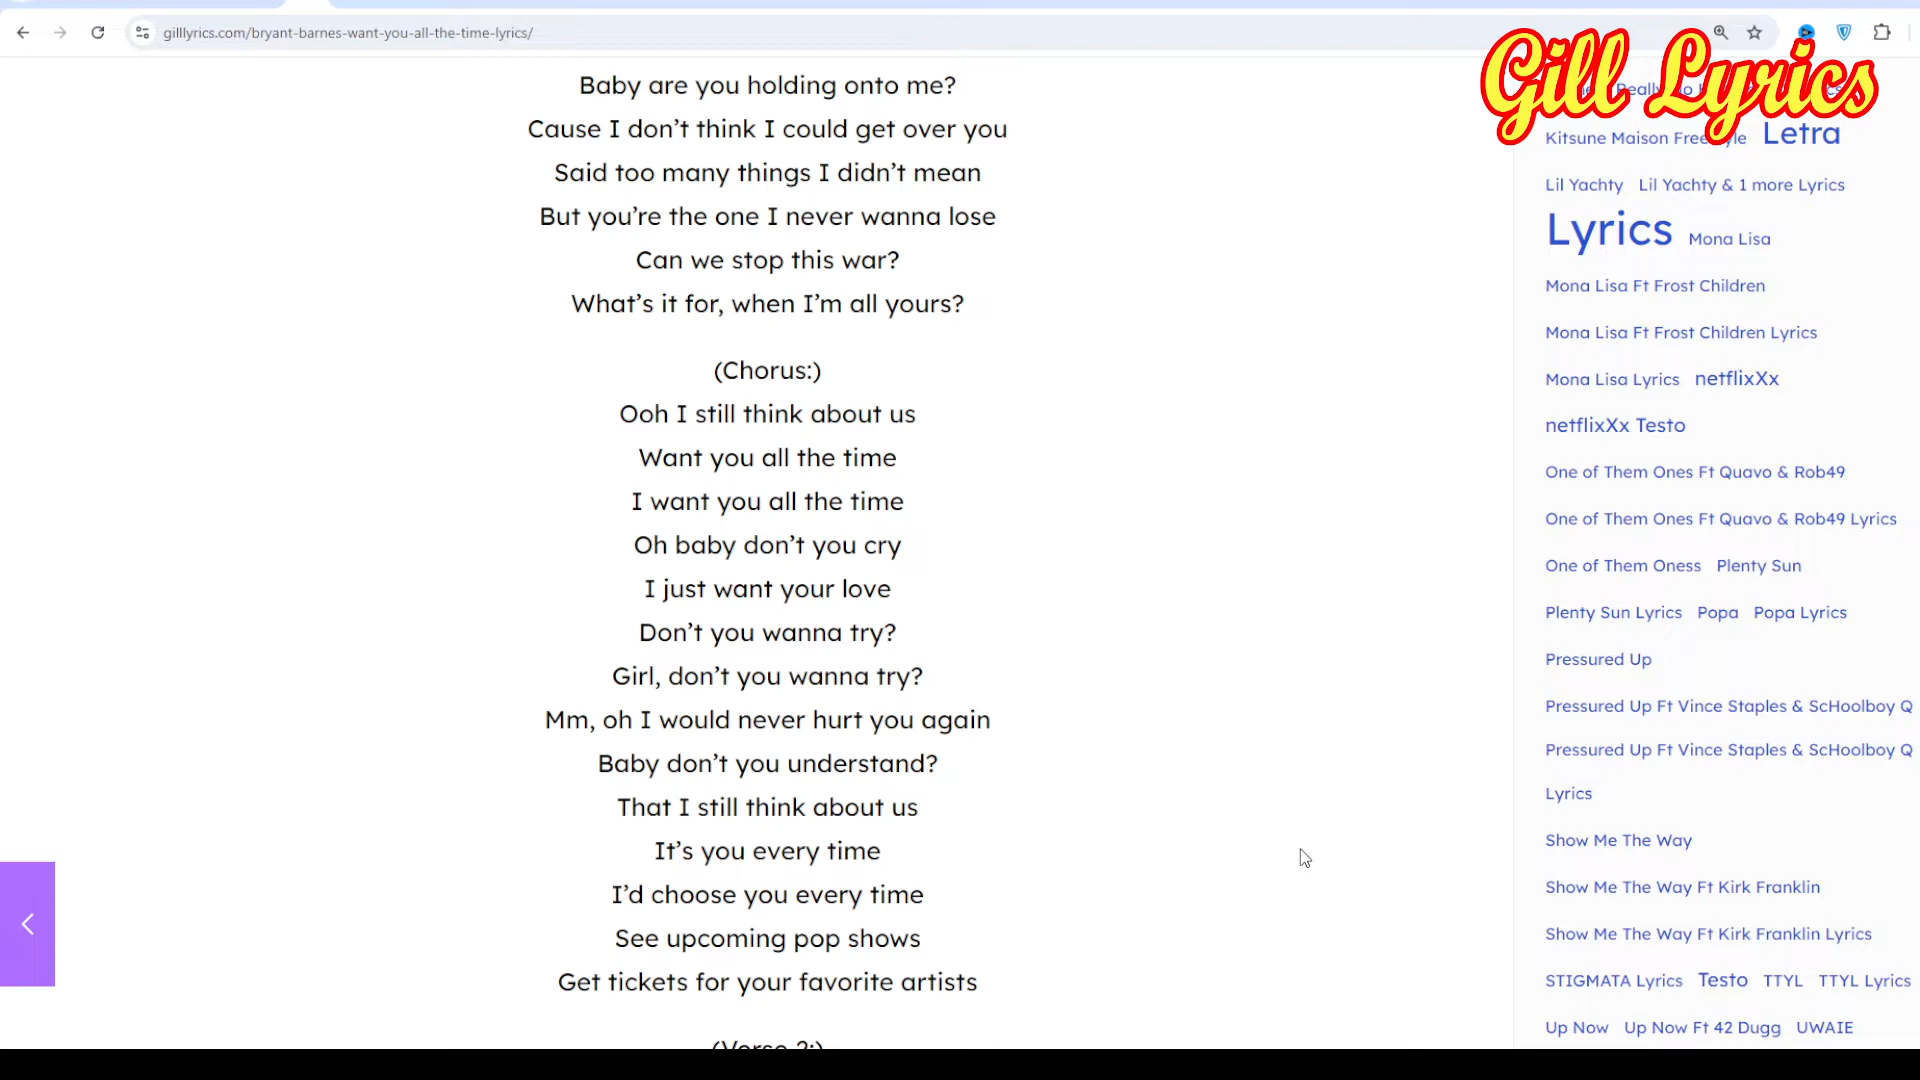 gilllyrics.com/bryant-barnes-want-you-all-the-time-lyrics/
Gill Lyrics
Baby are you holding onto me?
Cause I don’t think I could get over you
Said too many things I didn’t mean
But you’re the one I never wanna lose
Can we stop this war?
What’s it for, when I’m all yours?
(Chorus:)
Ooh I still think about us
Want you all the time
I want you all the time
Oh baby don’t you cry
I just want your love
Don’t you wanna try?
Girl, don’t you wanna try?
Mm, oh I would never hurt you again
Baby don’t you understand?
That I still think about us
It’s you every time
I’d choose you every time
See upcoming pop shows
Get tickets for your favorite artists
(Verse 2:)
Really
Kitsune Maison Freestyle Letra
Lil Yachty Lil Yachty & 1 more Lyrics
Lyrics Mona Lisa
Mona Lisa Ft Frost Children
Mona Lisa Ft Frost Children Lyrics
Mona Lisa Lyrics netflixXx
netflixXx Testo
One of Them Ones Ft Quavo & Rob49
One of Them Ones Ft Quavo & Rob49 Lyrics
One of Them Oness Plenty Sun
Plenty Sun Lyrics Popa Popa Lyrics
Pressured Up
Pressured Up Ft Vince Staples & ScHoolboy Q
Pressured Up Ft Vince Staples & ScHoolboy Q
Lyrics
Show Me The Way
Show Me The Way Ft Kirk Franklin
Show Me The Way Ft Kirk Franklin Lyrics
STIGMATA Lyrics Testo TTYL TTYL Lyrics
Up Now Up Now Ft 42 Dugg UWAIE